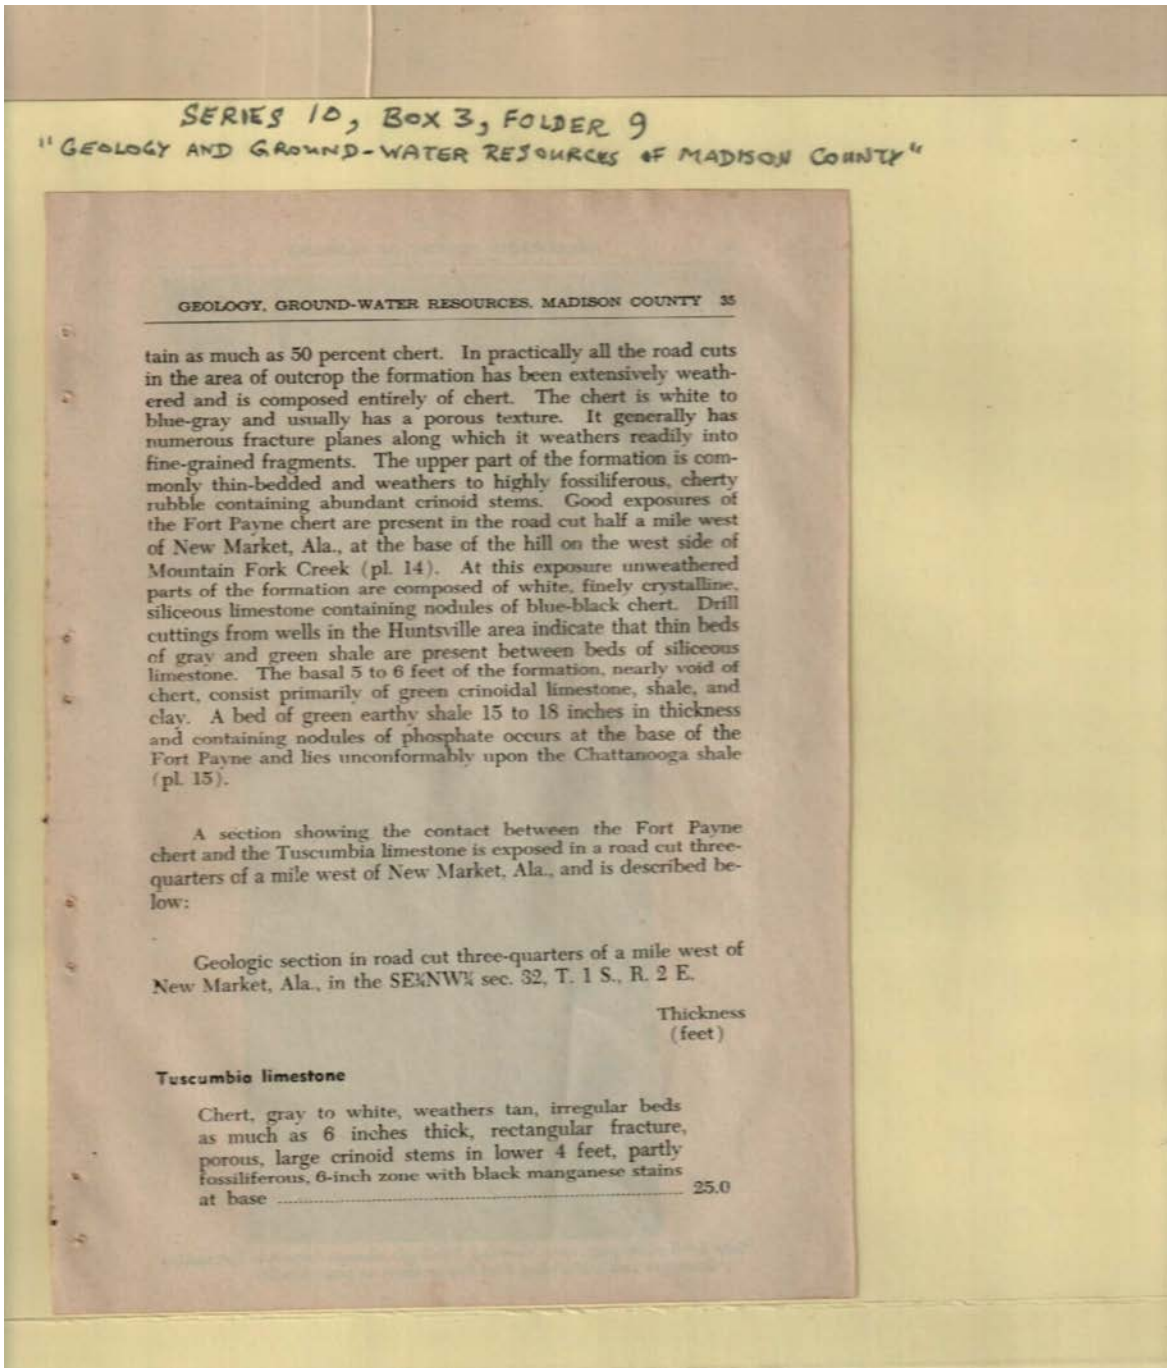 SERIES 10, BOX 3, FOLDER 9
"GEOLOGY AND GROUND-WATER RESOURCES OF MADISON COUNTY"
GEOLOGY, GROUND-WATER RESOURCES, MADISON COUNTY 35
tain as much as 50 percent chert. In practically all the road cuts
in the area of outcrop the formation has been extensively weath-
ered and is composed entirely of chert. The chert is white to
blue-gray and usually has a porous texture. It generally has
numerous fracture planes along which it weathers readily into
fine-grained fragments. The upper part of the formation is com-
monly thin-bedded and weathers to highly fossiliferous, cherty
rubble containing abundant crinoid stems. Good exposures of
the Fort Payne chert are present in the road cut half a mile west
of New Market, Ala., at the base of the hill on the west side of
Mountain Fork Creek (pl. 14). At this exposure unweathered
parts of the formation are composed of white, finely crystalline,
siliceous limestone containing nodules of blue-black chert. Drill
cuttings from wells in the Huntsville area indicate that thin beds
of gray and green shale are present between beds of siliceous
limestone. The basal 5 to 6 feet of the formation, nearly void of
chert, consist primarily of green crinoidal limestone, shale, and
clay. A bed of green earthy shale 15 to 18 inches in thickness
and containing nodules of phosphate occurs at the base of the
Fort Payne and lies unconformably upon the Chattanooga shale
(pl. 15).
A section showing the contact between the Fort Payne
chert and the Tuscumbia limestone is exposed in a road cut three-
quarters of a mile west of New Market, Ala., and is described be-
low:
Geologic section in road cut three-quarters of a mile west of
New Market, Ala., in the SE¼NW¼ sec. 32, T. 1 S., R. 2 E.
Thickness
(feet)
Tuscumbia limestone
Chert, gray to white, weathers tan, irregular beds
as much as 6 inches thick, rectangular fracture,
porous, large crinoid stems in lower 4 feet, partly
fossiliferous, 6-inch zone with black manganese stains
at base 25.0